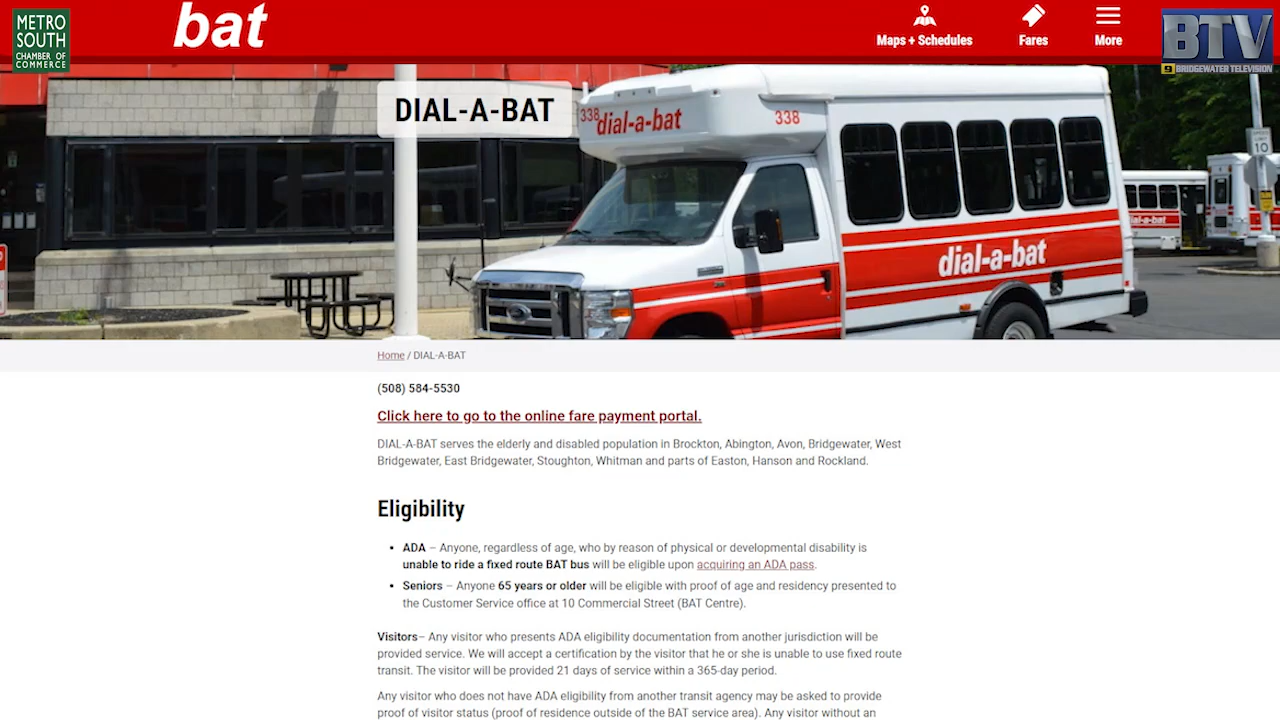 METRO
SOUTH
CHAMBER OF
COMMERCE
bat
Maps + Schedules
Fares
More
BTV
9 BRIDGEWATER TELEVISION
DIAL-A-BAT
338
dial-a-bat
338
dial-a-bat
dial-a-bat
10
Home / DIAL-A-BAT
(508) 584-5530
Click here to go to the online fare payment portal.
DIAL-A-BAT serves the elderly and disabled population in Brockton, Abington, Avon, Bridgewater, West
Bridgewater, East Bridgewater, Stoughton, Whitman and parts of Easton, Hanson and Rockland.
Eligibility
• ADA – Anyone, regardless of age, who by reason of physical or developmental disability is
unable to ride a fixed route BAT bus will be eligible upon acquiring an ADA pass.
• Seniors – Anyone 65 years or older will be eligible with proof of age and residency presented to
the Customer Service office at 10 Commercial Street (BAT Centre).
Visitors– Any visitor who presents ADA eligibility documentation from another jurisdiction will be
provided service. We will accept a certification by the visitor that he or she is unable to use fixed route
transit. The visitor will be provided 21 days of service within a 365-day period.
Any visitor who does not have ADA eligibility from another transit agency may be asked to provide
proof of visitor status (proof of residence outside of the BAT service area). Any visitor without an